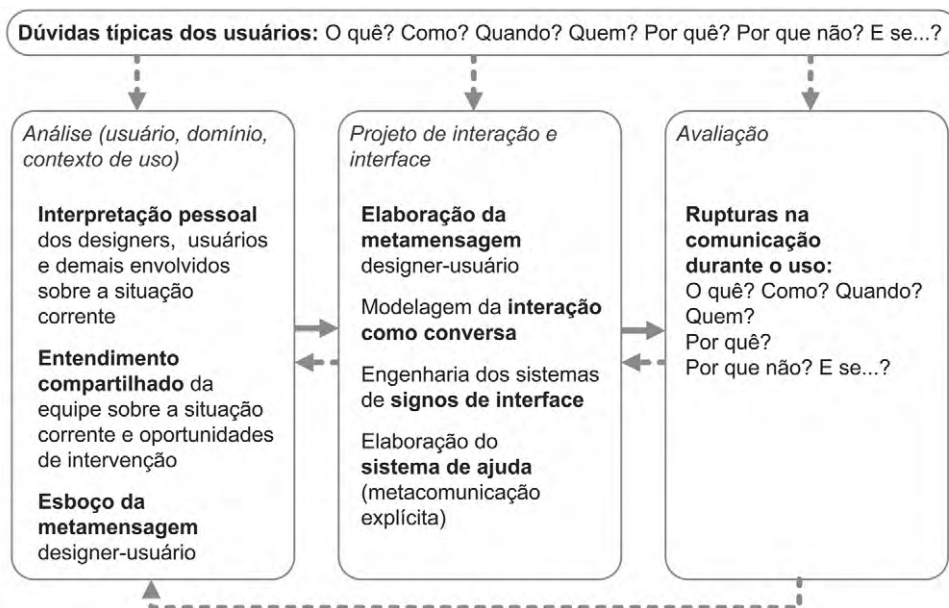 Dúvidas típicas dos usuários: O quê? Como? Quando? Quem? Por quê? Por que não? E se...?
Análise (usuário, domínio,
contexto de uso)
Interpretação pessoal
dos designers, usuários
e demais envolvidos
sobre a situação
corrente
Entendimento
compartilhado da
equipe sobre a situação
corrente e oportunidades
de intervenção
Esboço da
metamensagem
designer-usuário
Projeto de interação e
interface
Elaboração da
metamensagem
designer-usuário
Modelagem da interação
como conversa
Engenharia dos sistemas
de signos de interface
Elaboração do
sistema de ajuda
(metacomunicação
explícita)
Avaliação
Rupturas na
comunicação
durante o uso:
O quê? Como? Quando?
Quem?
Por quê?
Por que não? E se...?